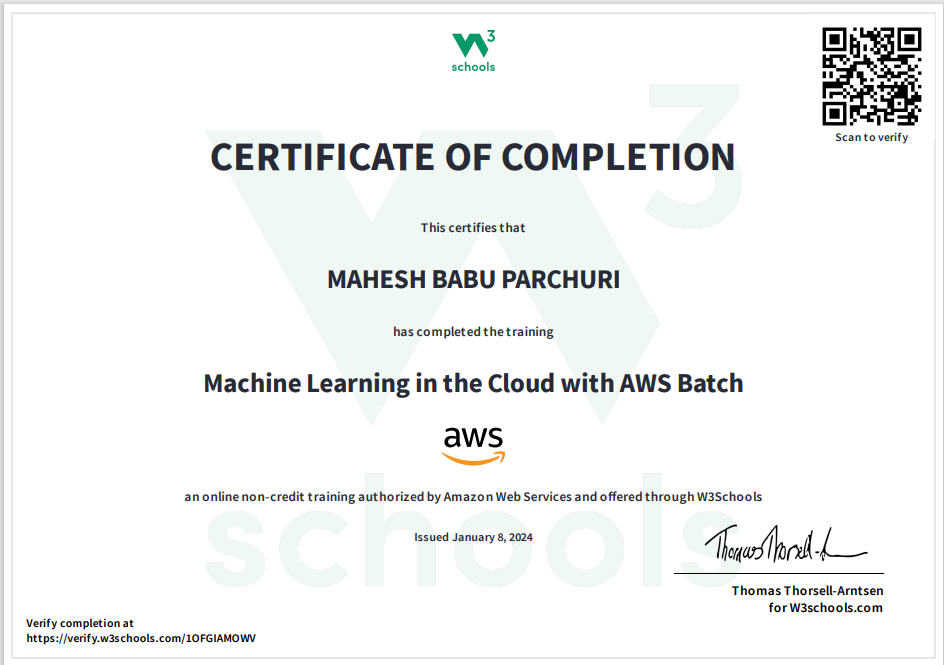 W3
schools
Scan to verify
CERTIFICATE OF COMPLETION
This certifies that
MAHESH BABU PARCHURI
has completed the training
Machine Learning in the Cloud with AWS Batch
aws
an online non-credit training authorized by Amazon Web Services and offered through W3Schools
Issued January 8, 2024
Thomas Thorsell-A
Thomas Thorsell-Arntsen
for W3schools.com
Verify completion at
https://verify.w3schools.com/1OFGIAMOWV